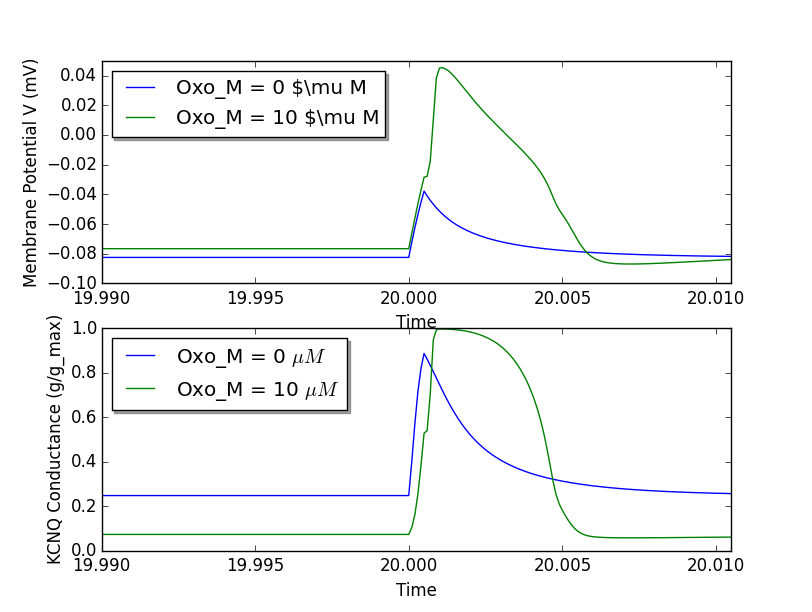 Membrane Potential V (mV)
0.04
0.02
0.00
−0.02
−0.04
−0.06
−0.08
−0.10
Oxo_M = 0 $\mu M
Oxo_M = 10 $\mu M
19.990 19.995 20.000 20.005 20.010
Time
KCNQ Conductance (g/g_max)
1.0
0.8
0.6
0.4
0.2
0.0
Oxo_M = 0 μM
Oxo_M = 10 μM
19.990 19.995 20.000 20.005 20.010
Time